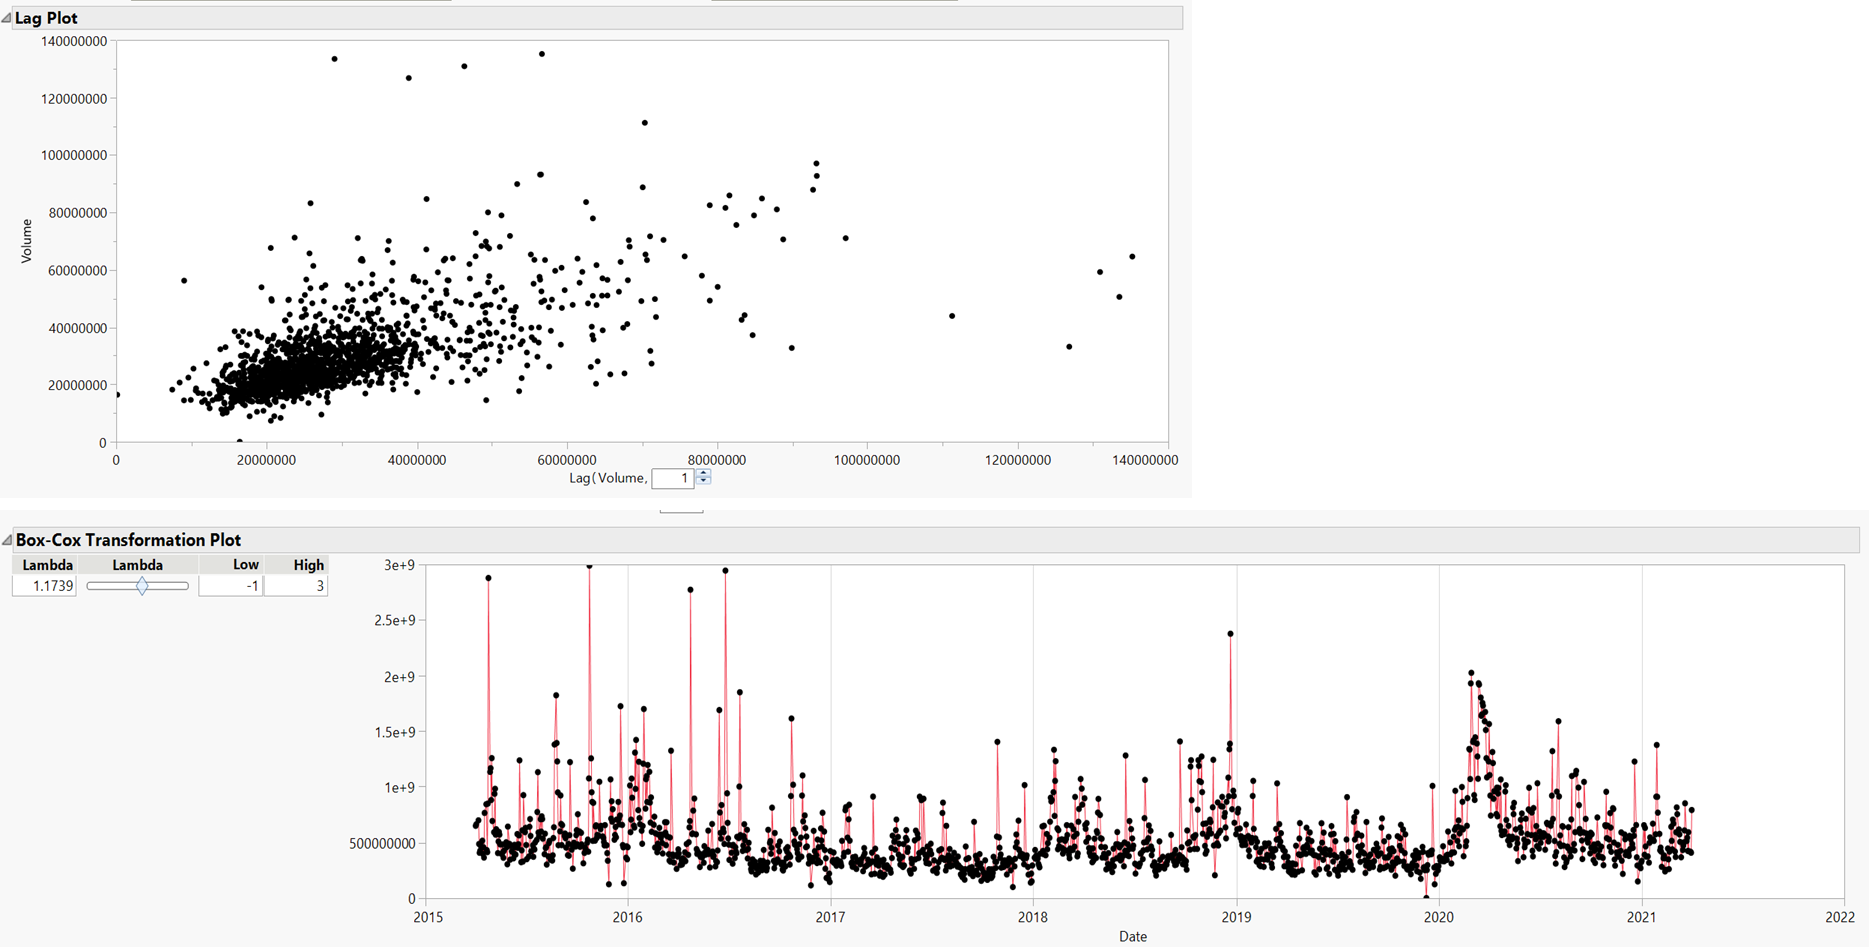 Lag Plot
140000000
120000000
100000000
80000000
60000000
40000000
20000000
0
Volume
0 20000000 40000000 60000000 80000000 100000000 120000000 140000000
Lag(Volume, 1
Box-Cox Transformation Plot
Lambda Lambda Low High
1.1739 -1 3
3e+9
2.5e+9
2e+9
1.5e+9
1e+9
500000000
0
2015 2016 2017 2018 2019 2020 2021 2022
Date